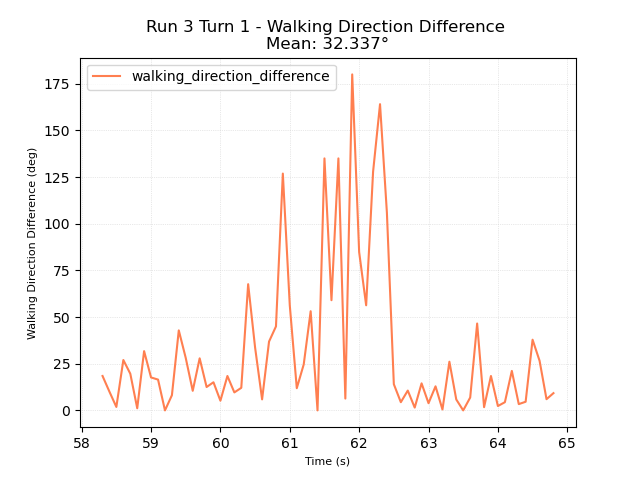 Run 3 Turn 1 - Walking Direction Difference
Mean: 32.337°
walking_direction_difference
175
150
125
100
75
50
25
0
Walking Direction Difference (deg)
58 59 60 61 62 63 64 65
Time (s)